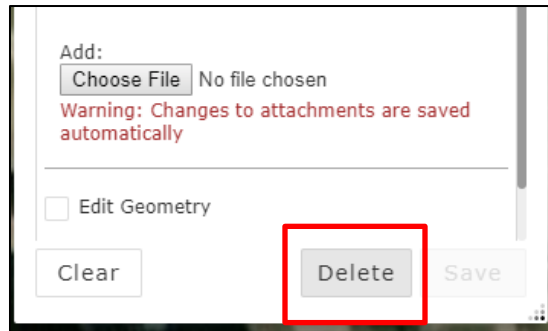 Add:
Choose File No file chosen
Warning: Changes to attachments are saved
automatically
Edit Geometry
Clear Delete Save